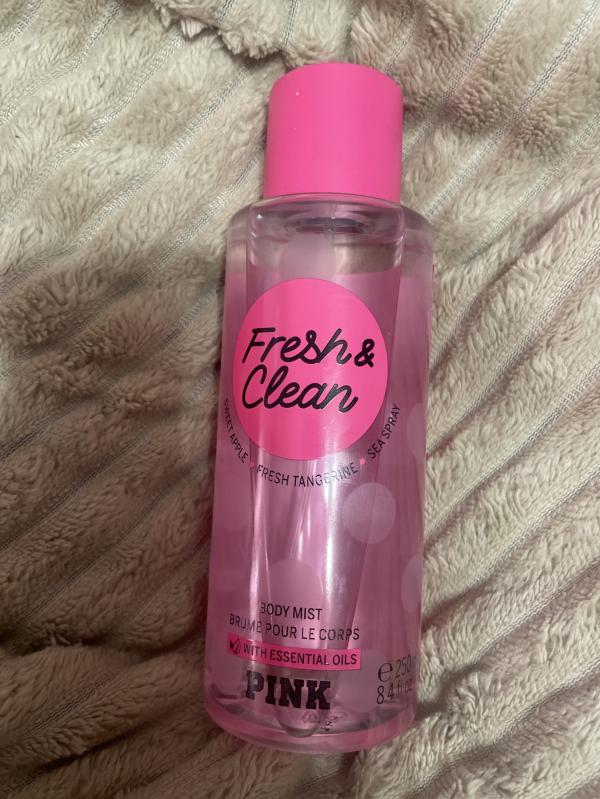 Fresh &
Clean
SWEET APPLE • FRESH TANGERINE • SEA SPRAY
BODY MIST
BRUME POUR LE CORPS
WITH ESSENTIAL OILS
PINK
e 250
8.4 fl oz